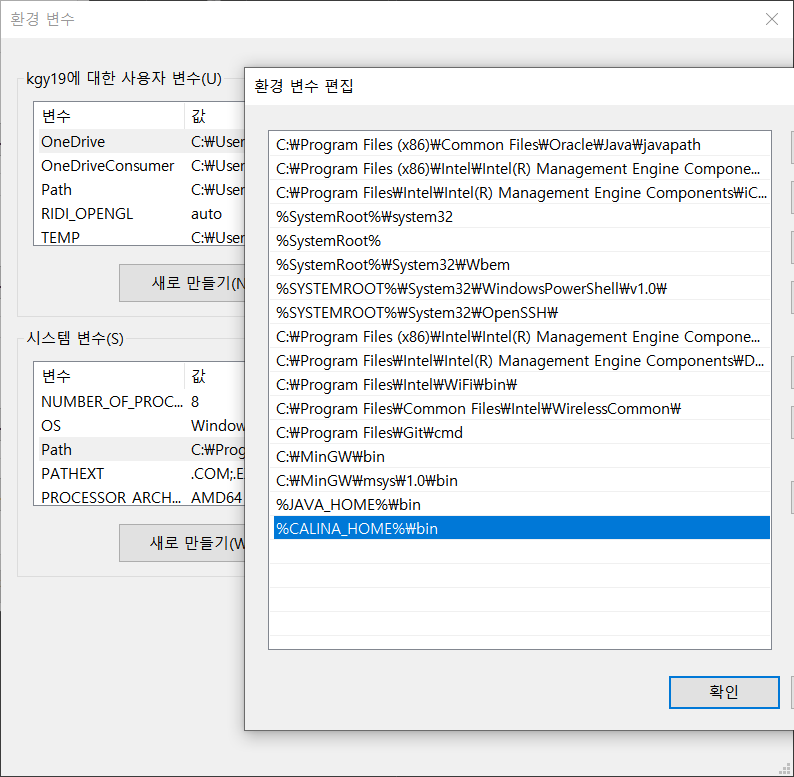 환경 변수
kgy19에 대한 사용자 변수(U)
변수 값
OneDrive C:₩User
OneDriveConsumer C:₩User
Path C:₩User
RIDI_OPENGL auto
TEMP C:₩User
새로 만들기(N
시스템 변수(S)
변수 값
NUMBER_OF_PROC... 8
OS Window
Path C:₩Prog
PATHEXT .COM;.E
PROCESSOR_ARCH... AMD64
새로 만들기(W
환경 변수 편집
C:₩Program Files (x86)₩Common Files₩Oracle₩Java₩javapath
C:₩Program Files (x86)₩Intel₩Intel(R) Management Engine Compone...
C:₩Program Files₩Intel₩Intel(R) Management Engine Components₩iC...
%SystemRoot%₩system32
%SystemRoot%
%SystemRoot%₩System32₩Wbem
%SYSTEMROOT%₩System32₩WindowsPowerShell₩v1.0₩
%SYSTEMROOT%₩System32₩OpenSSH₩
C:₩Program Files (x86)₩Intel₩Intel(R) Management Engine Compone...
C:₩Program Files₩Intel₩Intel(R) Management Engine Components₩D...
C:₩Program Files₩Intel₩WiFi₩bin₩
C:₩Program Files₩Common Files₩Intel₩WirelessCommon₩
C:₩Program Files₩Git₩cmd
C:₩MinGW₩bin
C:₩MinGW₩msys₩1.0₩bin
%JAVA_HOME%₩bin
%CALINA_HOME%₩bin
확인